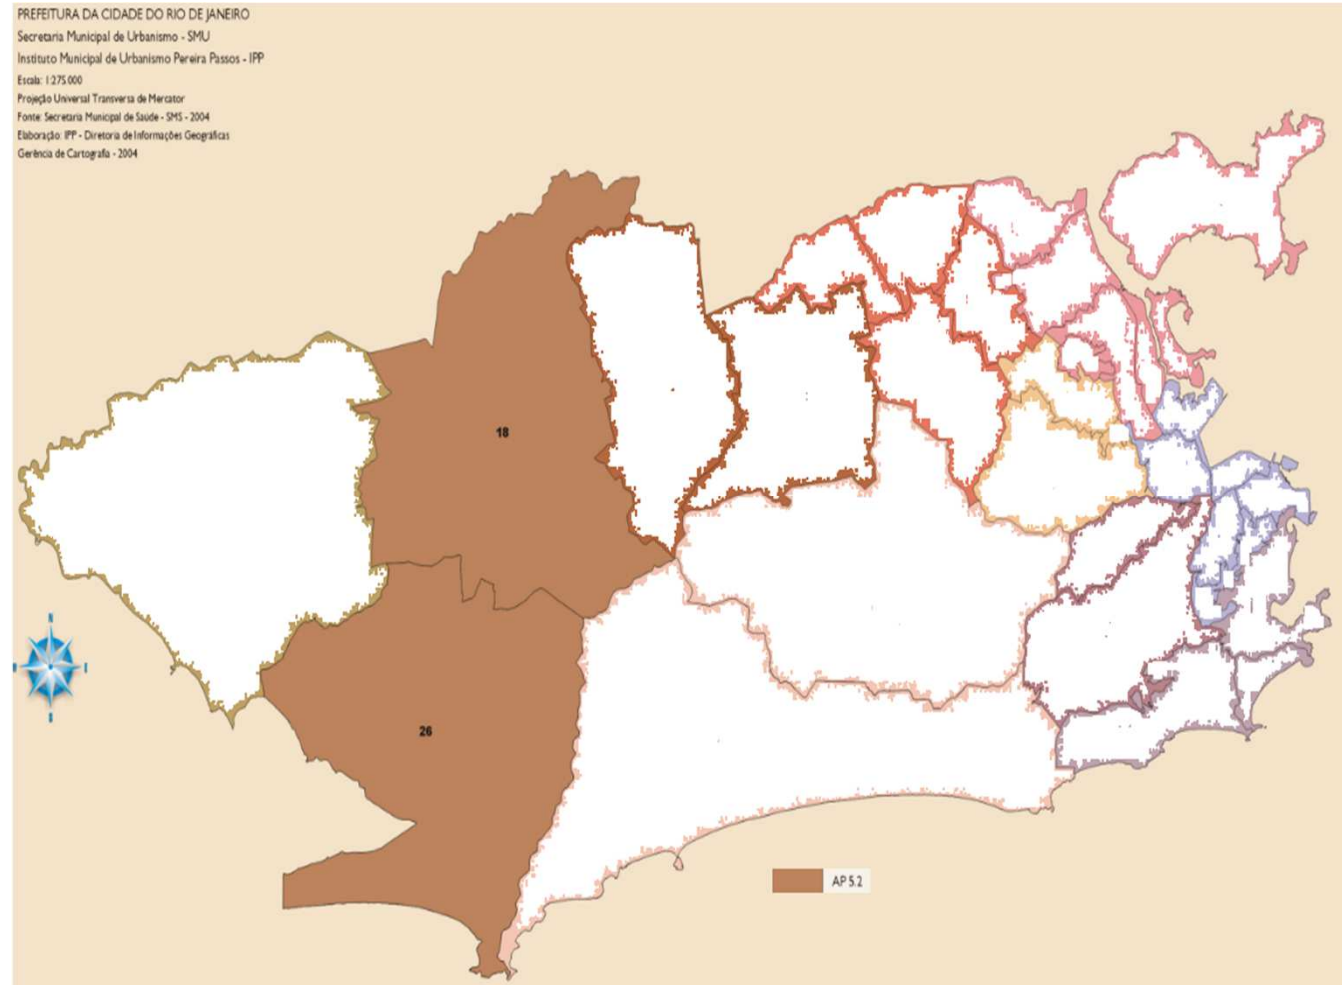 PREFEITURA DA CIDADE DO RIO DE JANEIRO
Secretaria Municipal de Urbanismo - SMU
Instituto Municipal de Urbanismo Pereira Passos - IPP
Escala: 1:275.000
Projeção Universal Transversa de Mercator
Fonte: Secretaria Municipal de Saúde - SMS - 2004
Elaboração: IPP - Diretoria de Informações Geográficas
Gerência de Cartografia - 2004
18
26
AP 5.2